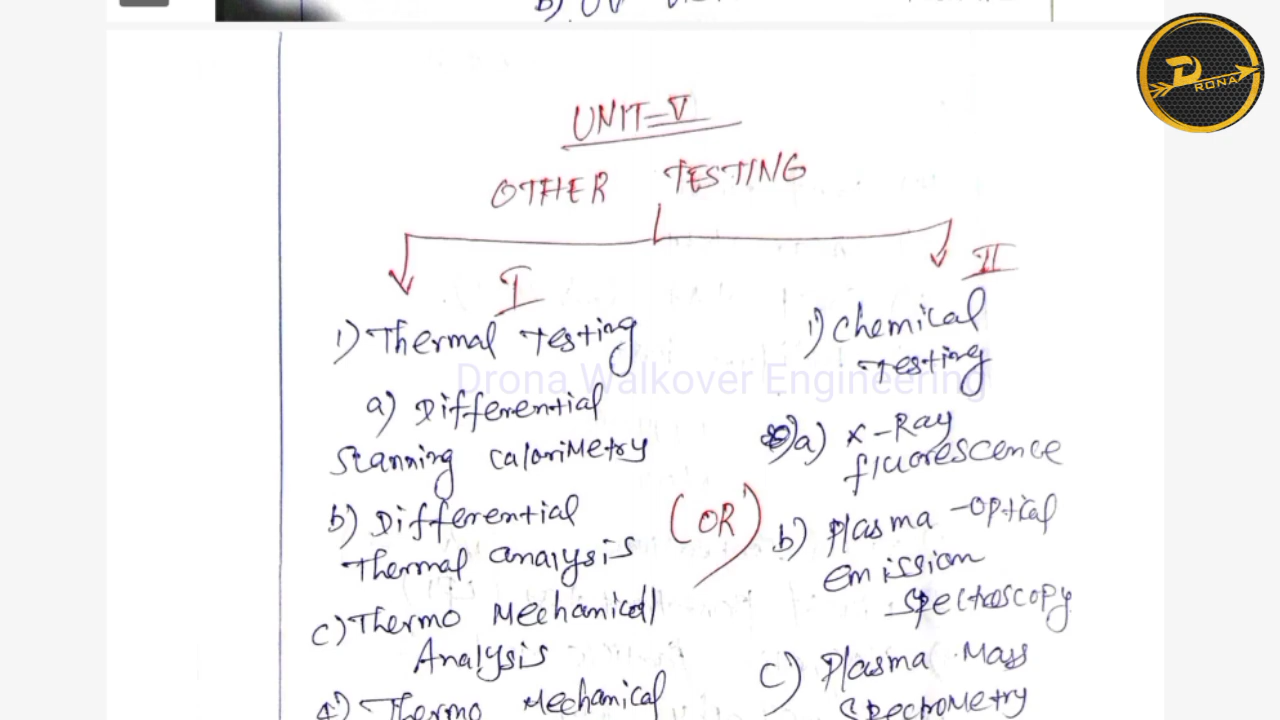 UNIT-V
OTHER TESTING
I
II
1) Thermal Testing
a) Differential
Scanning calorimetry
b) Differential
Thermal analysis
c) Thermo Mechanical
Analysis
d) Thermo Mechanical
(OR)
1) Chemical
Testing
a) X-Ray
fluorescence
b) Plasma-optical
emission
spectroscopy
c) Plasma Mass
Spectrometry
Drona Walkover Engineering
DRONA